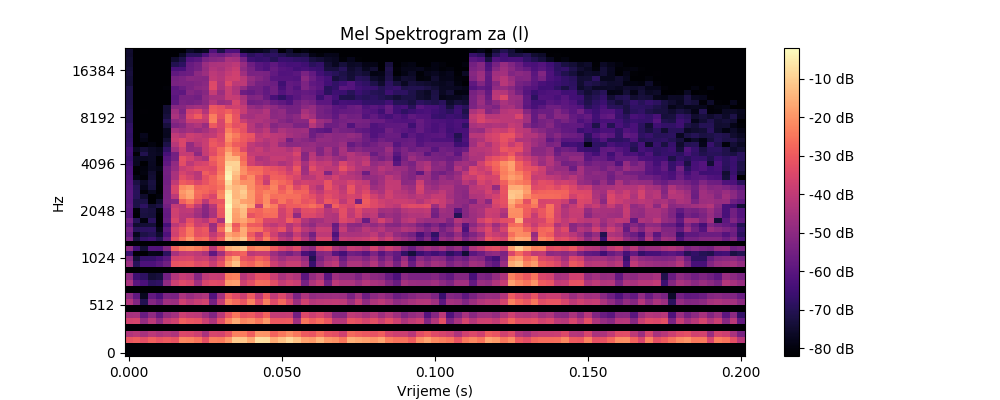 Mel Spektrogram za (l)
16384
8192
4096
2048
1024
512
0
Hz
0.000
0.050
0.100
0.150
0.200
Vrijeme (s)
-10 dB
-20 dB
-30 dB
-40 dB
-50 dB
-60 dB
-70 dB
-80 dB